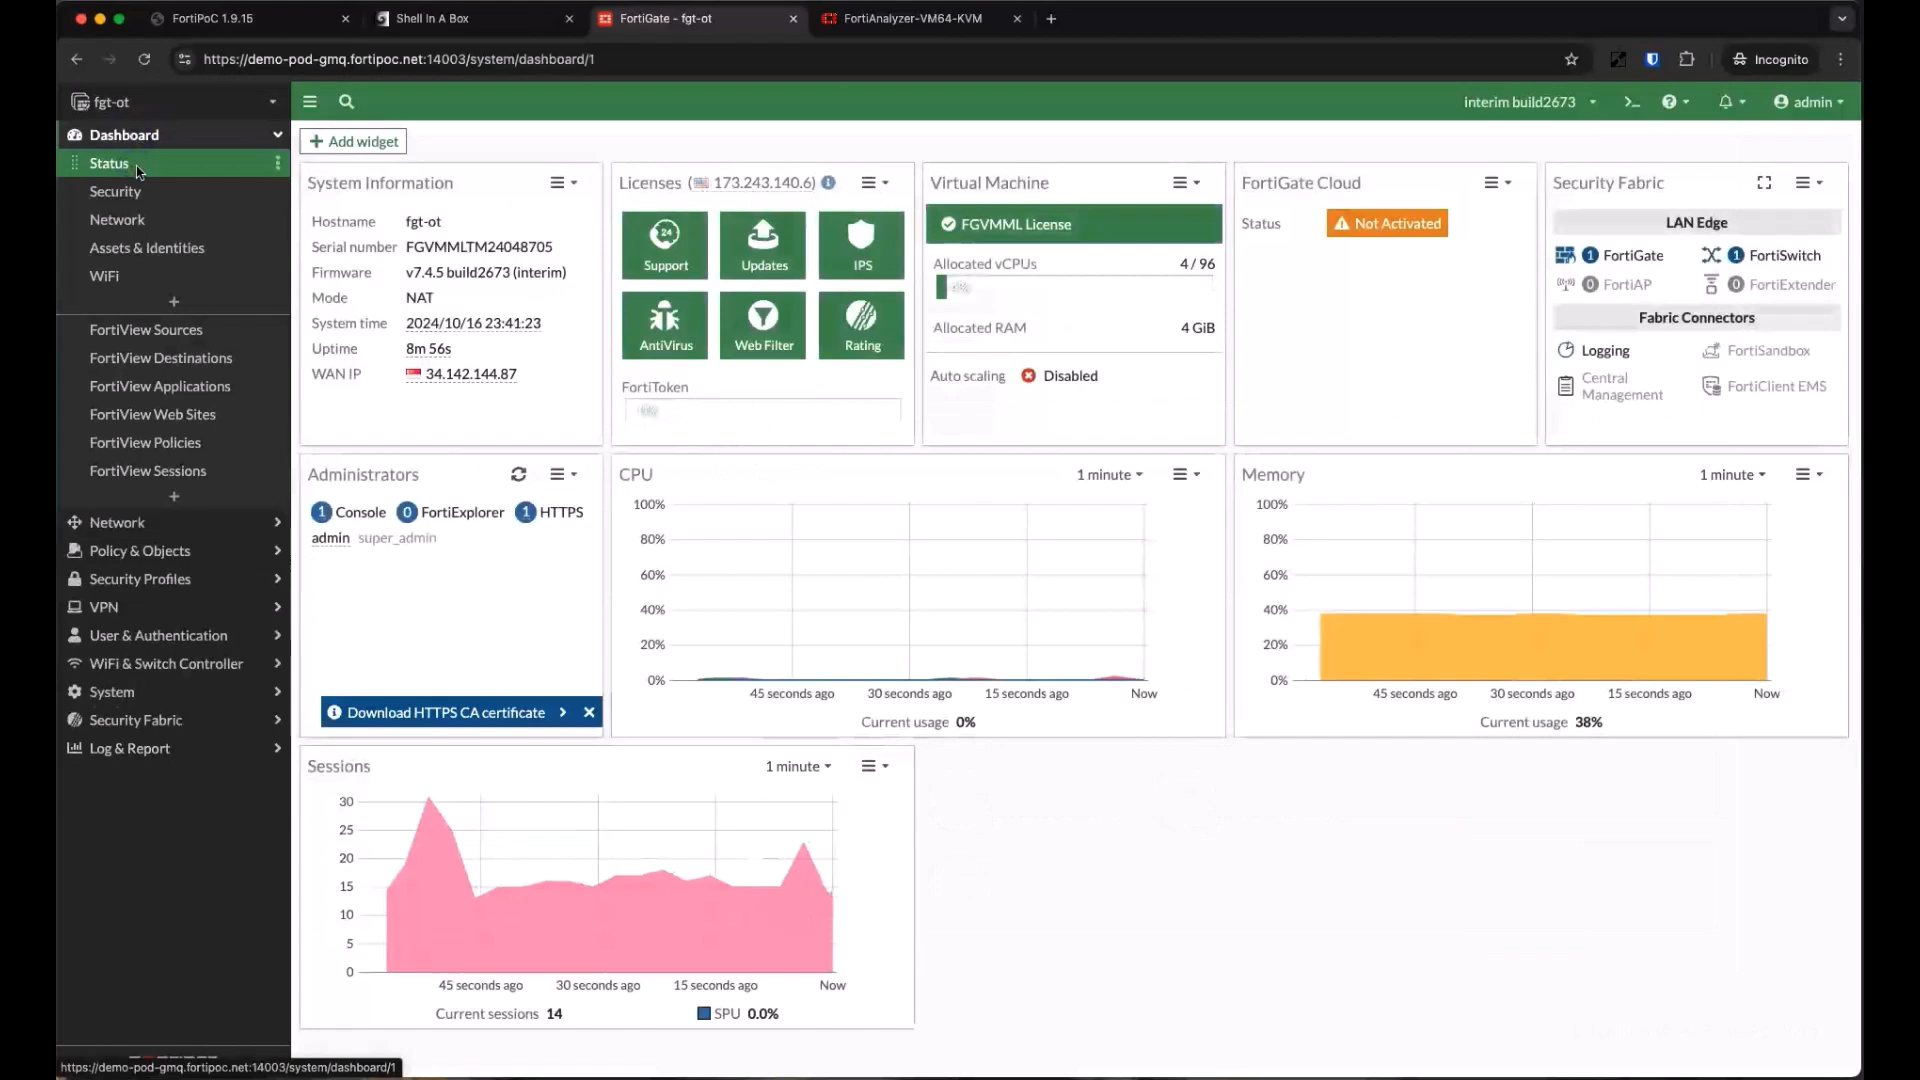 FortiPoC 1.9.15
Shell In A Box
FortiGate - fgt-ot
FortiAnalyzer-VM64-KVM
https://demo-pod-gmq.fortipoc.net:14003/system/dashboard/1
Incognito
fgt-ot
interim build2673
admin
Dashboard
Status
Security
Network
Assets & Identities
WiFi
FortiView Sources
FortiView Destinations
FortiView Applications
FortiView Web Sites
FortiView Policies
FortiView Sessions
Network
Policy & Objects
Security Profiles
VPN
User & Authentication
WiFi & Switch Controller
System
Security Fabric
Log & Report
Add widget
System Information
Hostname fgt-ot
Serial number FGVMMLTM24048705
Firmware v7.4.5 build2673 (interim)
Mode NAT
System time 2024/10/16 23:41:23
Uptime 8m 56s
WAN IP 34.142.144.87
Licenses (173.243.140.6)
24
Support
Updates
IPS
AntiVirus
Web Filter
Rating
FortiToken
Virtual Machine
FGVMML License
Allocated vCPUs 4 / 96
Allocated RAM 4 GiB
Auto scaling Disabled
FortiGate Cloud
Status Not Activated
Security Fabric
LAN Edge
1 FortiGate 1 FortiSwitch
0 FortiAP 0 FortiExtender
Fabric Connectors
Logging FortiSandbox
Central Management
FortiClient EMS
Administrators
1 Console 0 FortiExplorer 1 HTTPS
admin super_admin
Download HTTPS CA certificate
CPU 1 minute
100%
80%
60%
40%
20%
0%
45 seconds ago 30 seconds ago 15 seconds ago Now
Current usage 0%
Memory 1 minute
100%
80%
60%
40%
20%
0%
45 seconds ago 30 seconds ago 15 seconds ago Now
Current usage 38%
Sessions 1 minute
30
25
20
15
10
5
0
45 seconds ago 30 seconds ago 15 seconds ago Now
Current sessions 14 SPU 0.0%
https://demo-pod-gmq.fortipoc.net:14003/system/dashboard/1